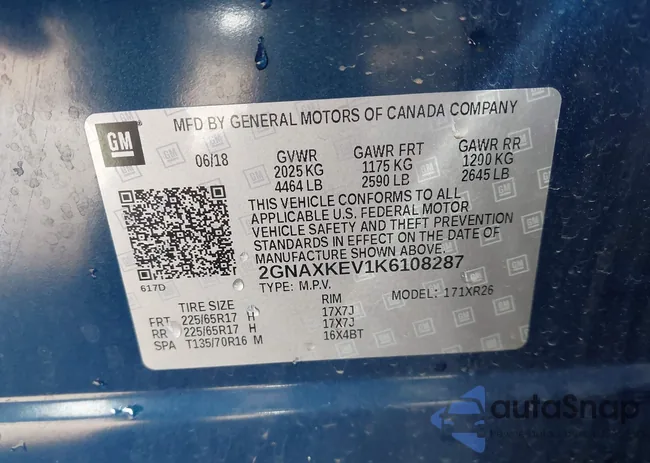 MFD BY GENERAL MOTORS OF CANADA COMPANY
GM
06/18 GVWR GAWR FRT GAWR RR
2025 KG 1175 KG 1290 KG
4464 LB 2590 LB 2645 LB
THIS VEHICLE CONFORMS TO ALL
APPLICABLE U.S. FEDERAL MOTOR
VEHICLE SAFETY AND THEFT PREVENTION
STANDARDS IN EFFECT ON THE DATE OF
MANUFACTURE SHOWN ABOVE.
2GNAXKEV1K6108287
617D
TYPE: M.P.V. MODEL: 171XR26
TIRE SIZE RIM
FRT 225/65R17 H 17X7J
RR 225/65R17 H 17X7J
SPA T135/70R16 M 16X4BT
autoSnap